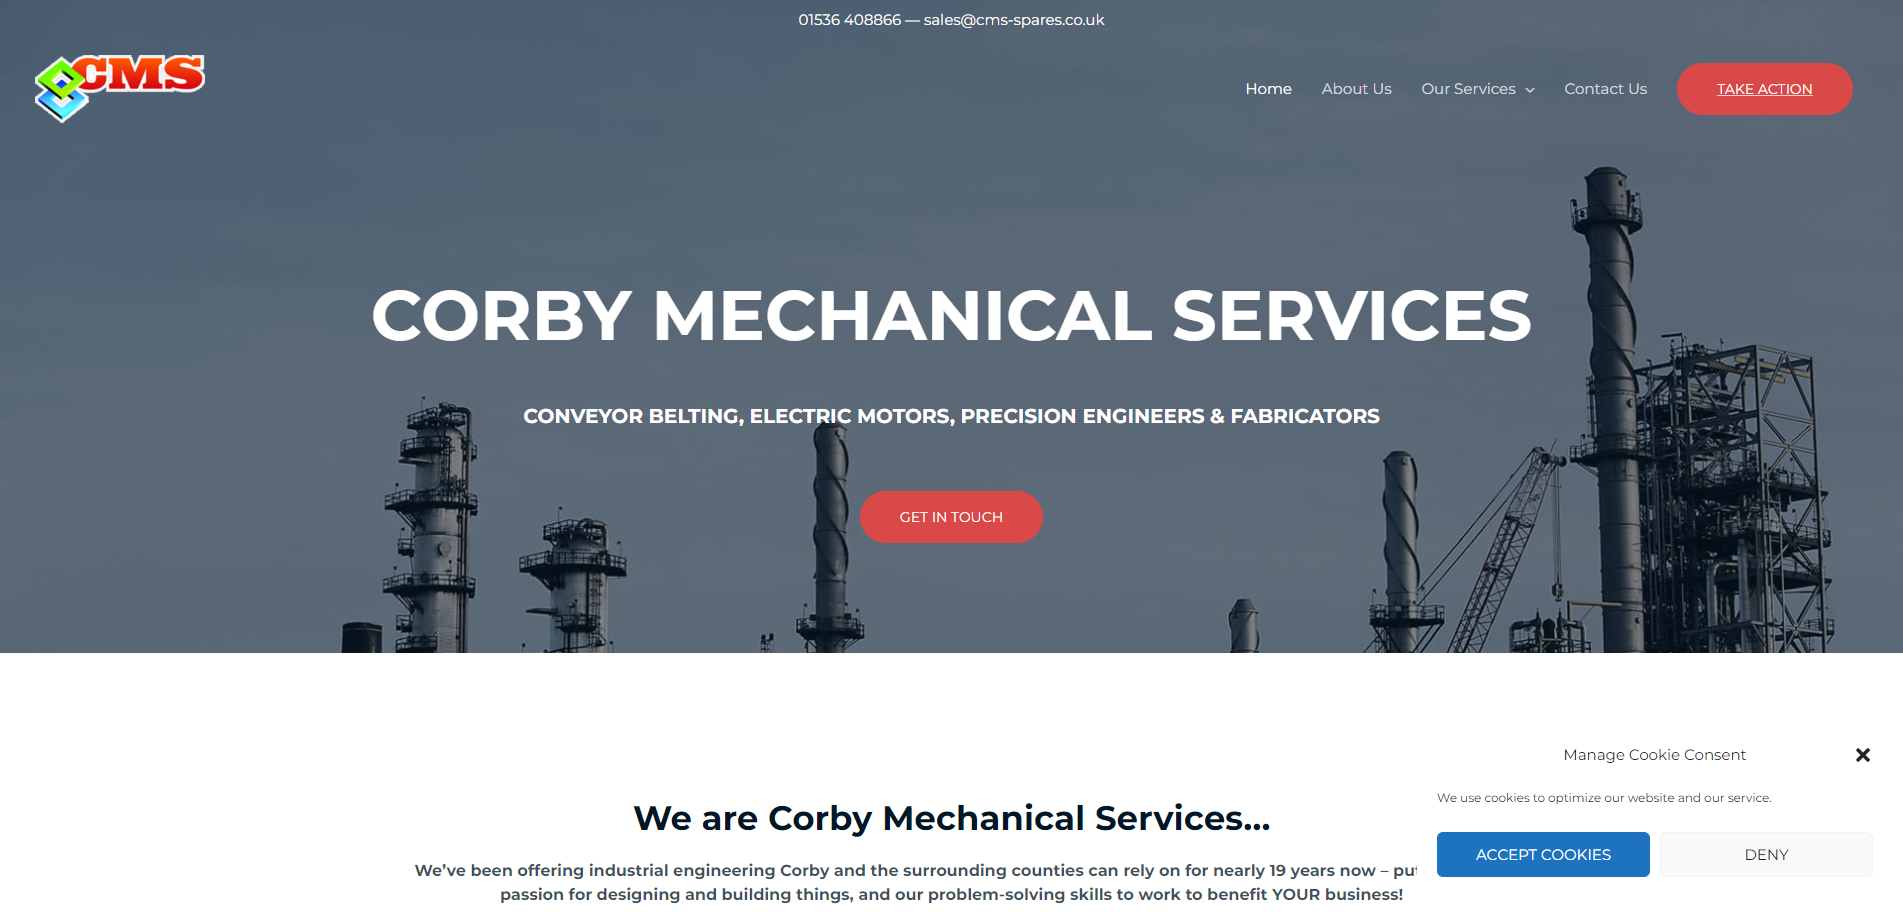 01536 408866 — sales@cms-spares.co.uk
CMS
Home
About Us
Our Services
Contact Us
TAKE ACTION
CORBY MECHANICAL SERVICES
CONVEYOR BELTING, ELECTRIC MOTORS, PRECISION ENGINEERS & FABRICATORS
GET IN TOUCH
We are Corby Mechanical Services...
We've been offering industrial engineering Corby and the surrounding counties can rely on for nearly 19 years now –
passion for designing and building things, and our problem-solving skills to work to benefit YOUR business!
Manage Cookie Consent
We use cookies to optimize our website and our service.
ACCEPT COOKIES
DENY